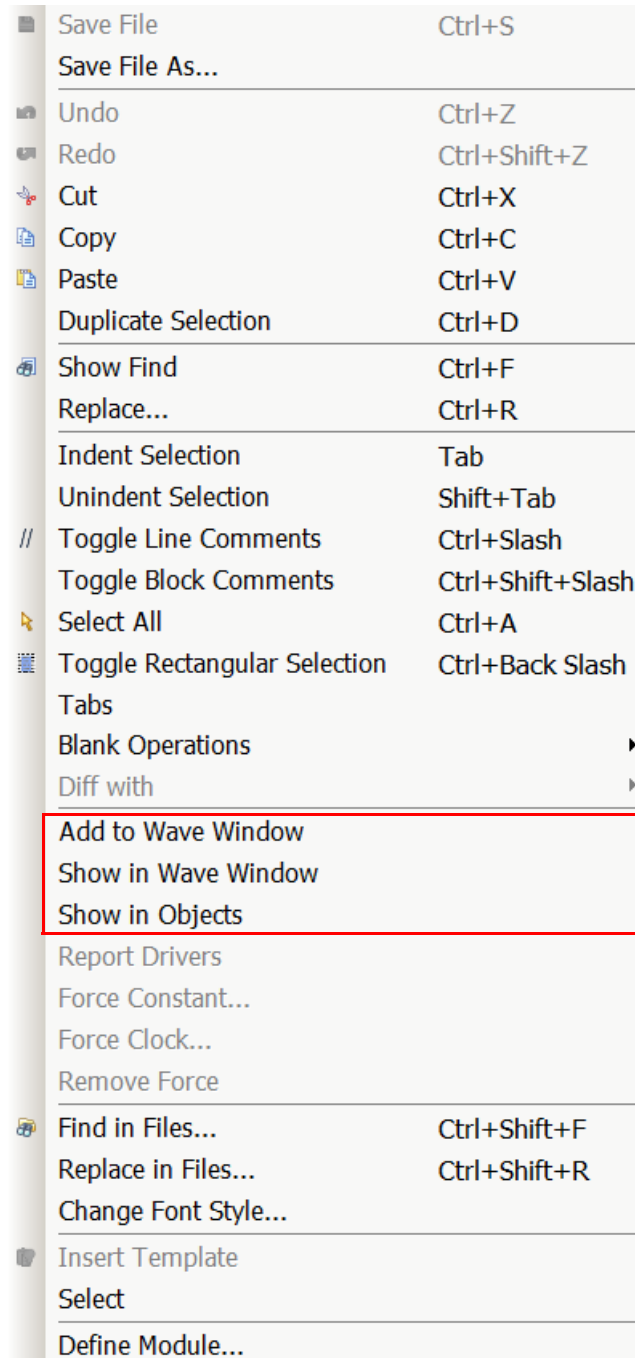 Save File Ctrl+S
Save File As...
Undo Ctrl+Z
Redo Ctrl+Shift+Z
Cut Ctrl+X
Copy Ctrl+C
Paste Ctrl+V
Duplicate Selection Ctrl+D
Show Find Ctrl+F
Replace... Ctrl+R
Indent Selection Tab
Unindent Selection Shift+Tab
// Toggle Line Comments Ctrl+Slash
Toggle Block Comments Ctrl+Shift+Slash
Select All Ctrl+A
Toggle Rectangular Selection Ctrl+Back Slash
Tabs
Blank Operations
Diff with
Add to Wave Window
Show in Wave Window
Show in Objects
Report Drivers
Force Constant...
Force Clock...
Remove Force
Find in Files... Ctrl+Shift+F
Replace in Files... Ctrl+Shift+R
Change Font Style...
Insert Template
Select
Define Module...